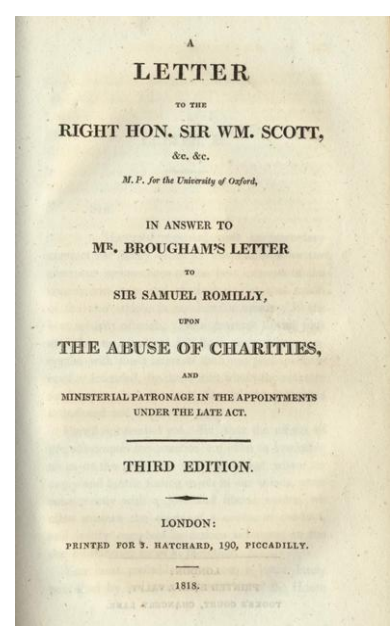 A
LETTER
TO THE
RIGHT HON. SIR WM. SCOTT,
&c. &c.
M. P. for the University of Oxford,
IN ANSWER TO
MR. BROUGHAM'S LETTER
TO
SIR SAMUEL ROMILLY,
UPON
THE ABUSE OF CHARITIES,
AND
MINISTERIAL PATRONAGE IN THE APPOINTMENTS
UNDER THE LATE ACT.
THIRD EDITION.
LONDON:
PRINTED FOR J. HATCHARD, 190, PICCADILLY.
1818.